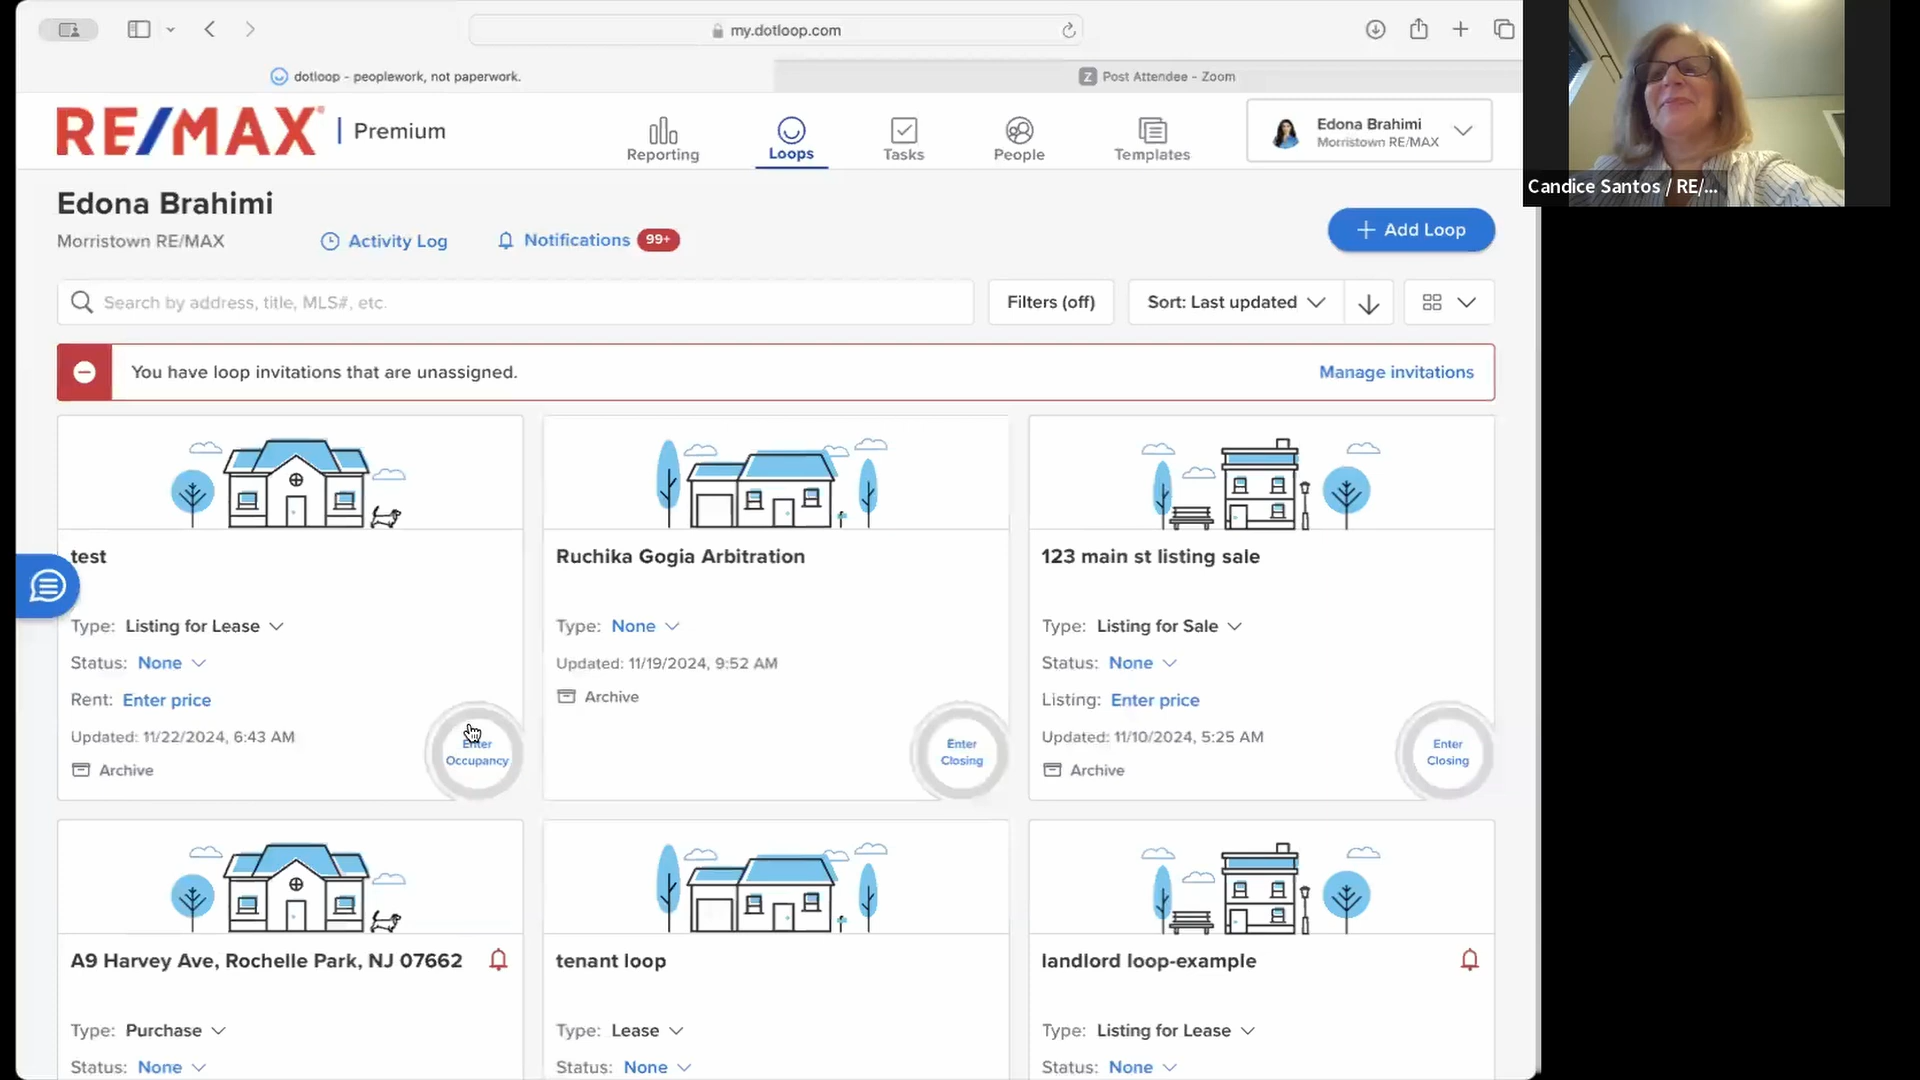 my.dotloop.com
dotloop - peoplework, not paperwork.
Z Post Attendee - Zoom
RE/MAX® | Premium
Reporting
Loops
Tasks
People
Templates
Edona Brahimi
Morristown RE/MAX
Candice Santos / RE/...
Edona Brahimi
Morristown RE/MAX
Activity Log
Notifications 99+
+ Add Loop
Search by address, title, MLS#, etc.
Filters (off)
Sort: Last updated
You have loop invitations that are unassigned.
Manage invitations
test
Type: Listing for Lease
Status: None
Rent: Enter price
Updated: 11/22/2024, 6:43 AM
Archive
Enter
Occupancy
Ruchika Gogia Arbitration
Type: None
Updated: 11/19/2024, 9:52 AM
Archive
Enter
Closing
123 main st listing sale
Type: Listing for Sale
Status: None
Listing: Enter price
Updated: 11/10/2024, 5:25 AM
Archive
Enter
Closing
A9 Harvey Ave, Rochelle Park, NJ 07662
Type: Purchase
Status: None
tenant loop
Type: Lease
Status: None
landlord loop-example
Type: Listing for Lease
Status: None